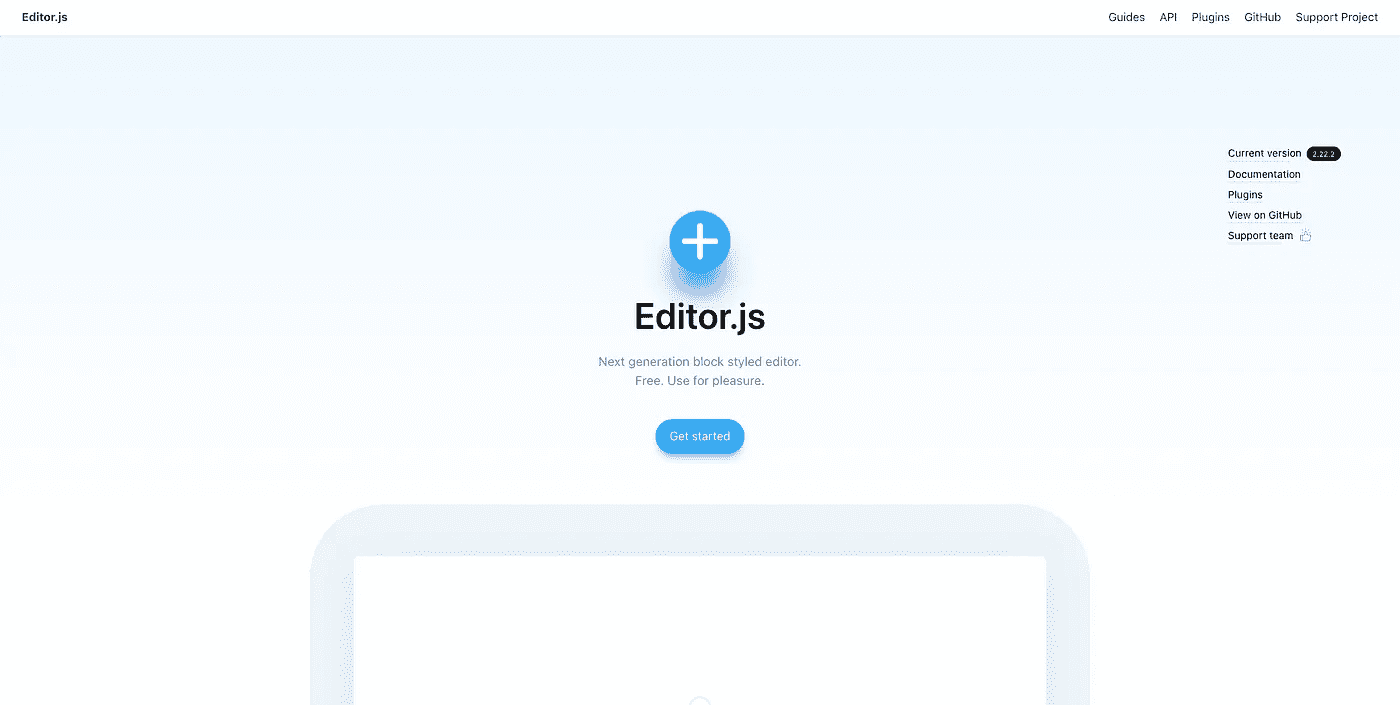 Editor.js
Guides API Plugins GitHub Support Project
Current version 2.22.2
Documentation
Plugins
View on GitHub
Support team
Editor.js
Next generation block styled editor.
Free. Use for pleasure.
Get started